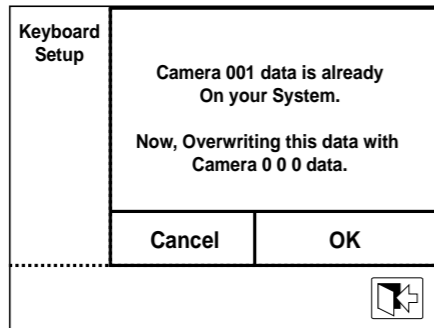 Keyboard
Setup
Camera 001 data is already
On your System.
Now, Overwriting this data with
Camera 0 0 0 data.
Cancel
OK